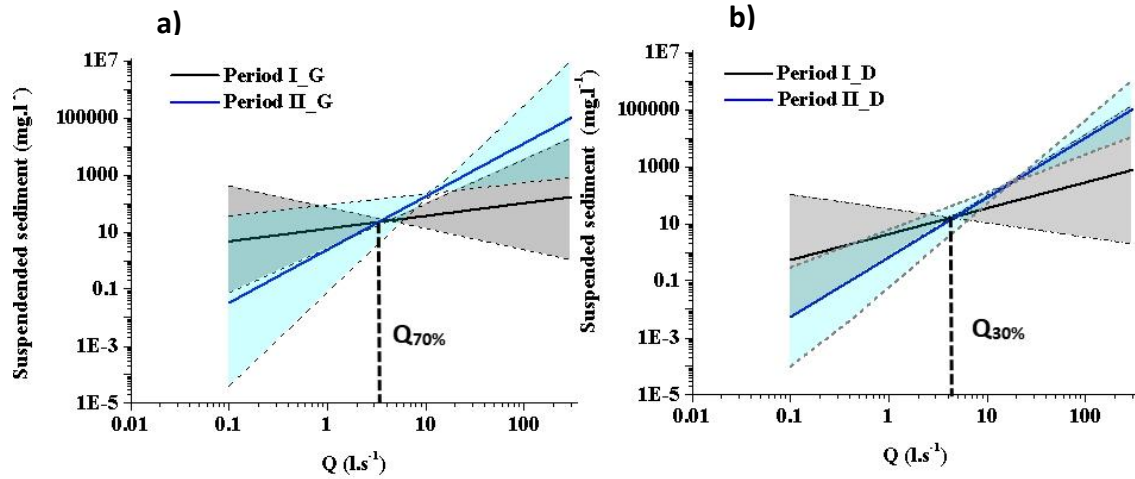 a)
Suspendended sediment (mg.l⁻
1E7
100000
1000
10
0.1
1E-3
1E-5
Period I_G
Period II_G
Q70%
0.01 0.1 1 10 100
Q (l.s⁻¹)
b)
Suspended sediment (mg.l⁻¹)
1E7
100000
1000
10
0.1
1E-3
1E-5
Period I_D
Period II_D
Q30%
0.01 0.1 1 10 100
Q (l.s⁻¹)